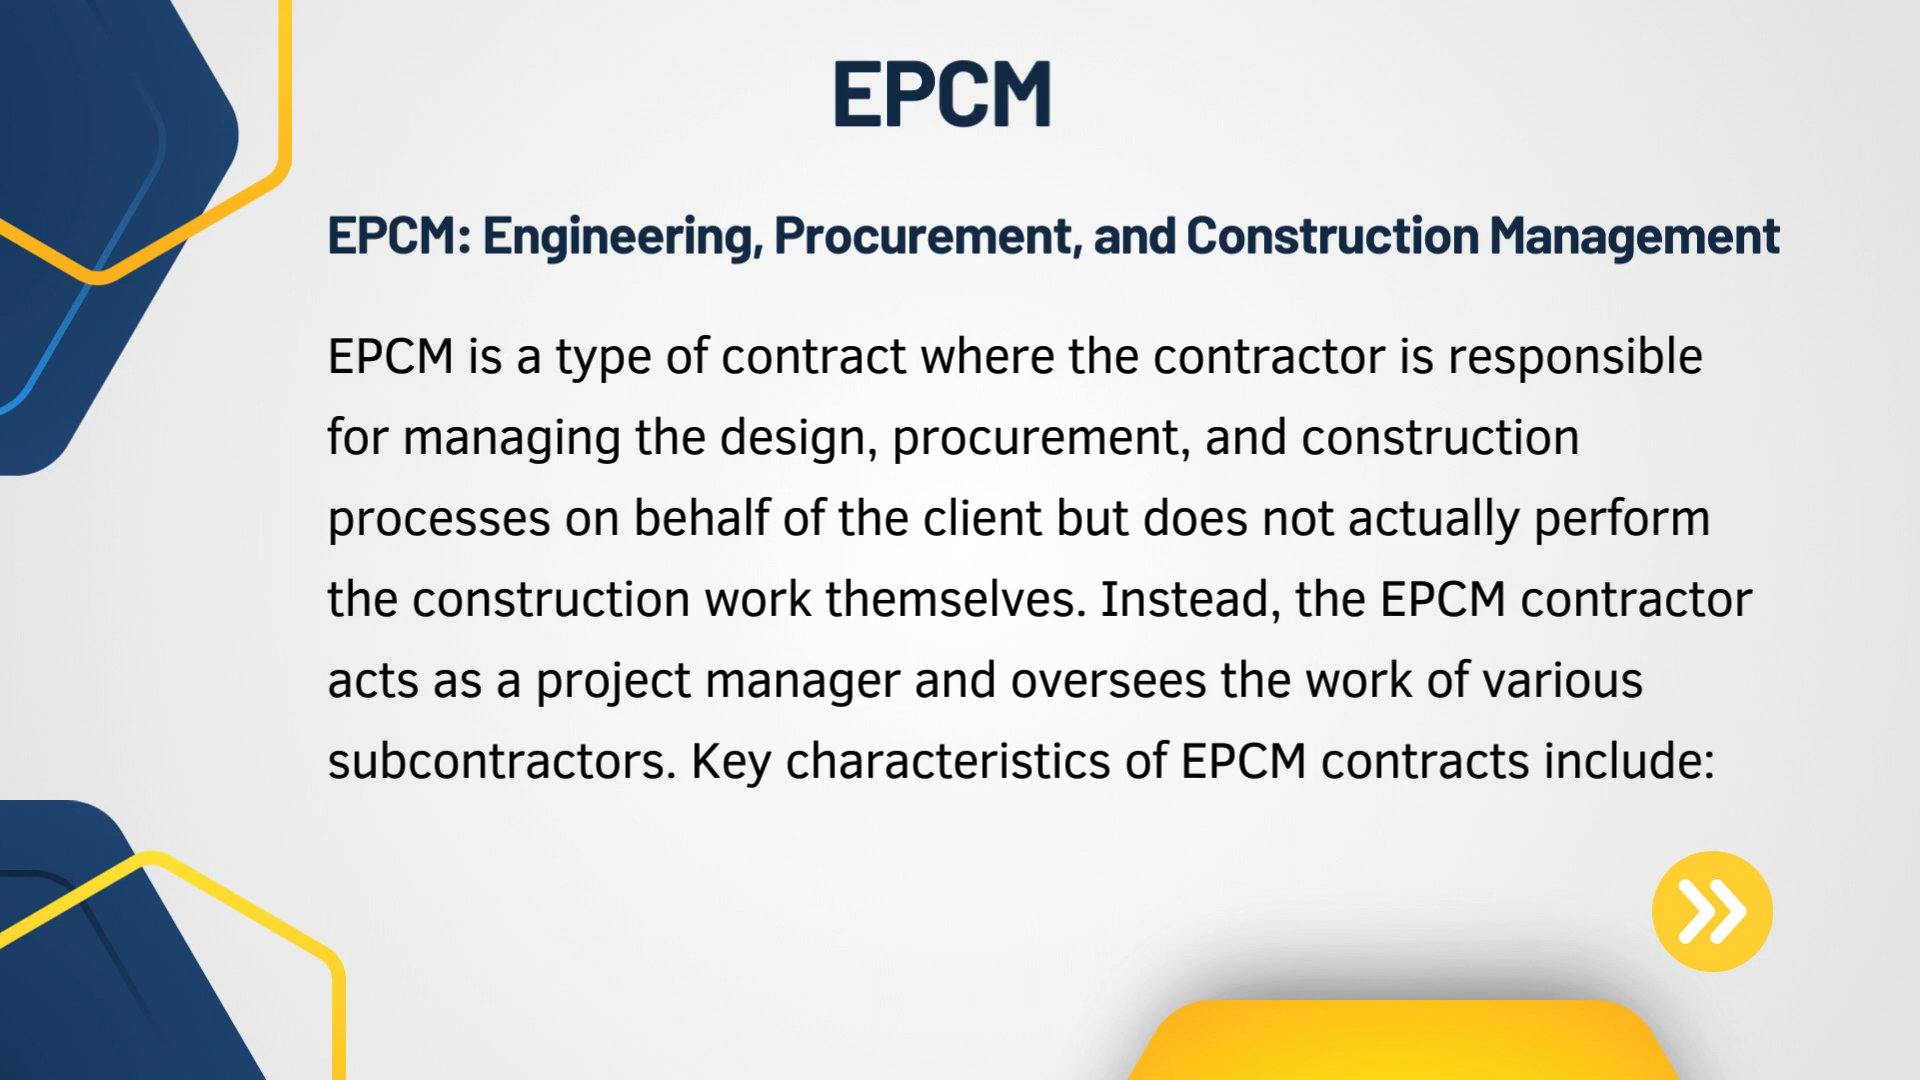 EPCM
EPCM: Engineering, Procurement, and Construction Management
EPCM is a type of contract where the contractor is responsible
for managing the design, procurement, and construction
processes on behalf of the client but does not actually perform
the construction work themselves. Instead, the EPCM contractor
acts as a project manager and oversees the work of various
subcontractors. Key characteristics of EPCM contracts include: